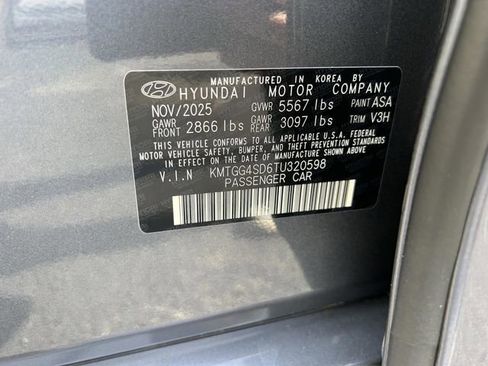 MANUFACTURED IN KOREA BY
HYUNDAI MOTOR COMPANY
NOV/2025 GVWR 5567 lbs PAINT ASA
GAWR FRONT 2866 lbs GAWR REAR 3097 lbs TRIM V3H
THIS VEHICLE CONFORMS TO ALL APPLICABLE U.S.A. FEDERAL
MOTOR VEHICLE SAFETY, BUMPER, AND THEFT PREVENTION STANDARDS
IN EFFECT ON THE DATE OF MANUFACTURE SHOWN ABOVE.
V.I.N KMTGG4SD6TU320598
PASSENGER CAR